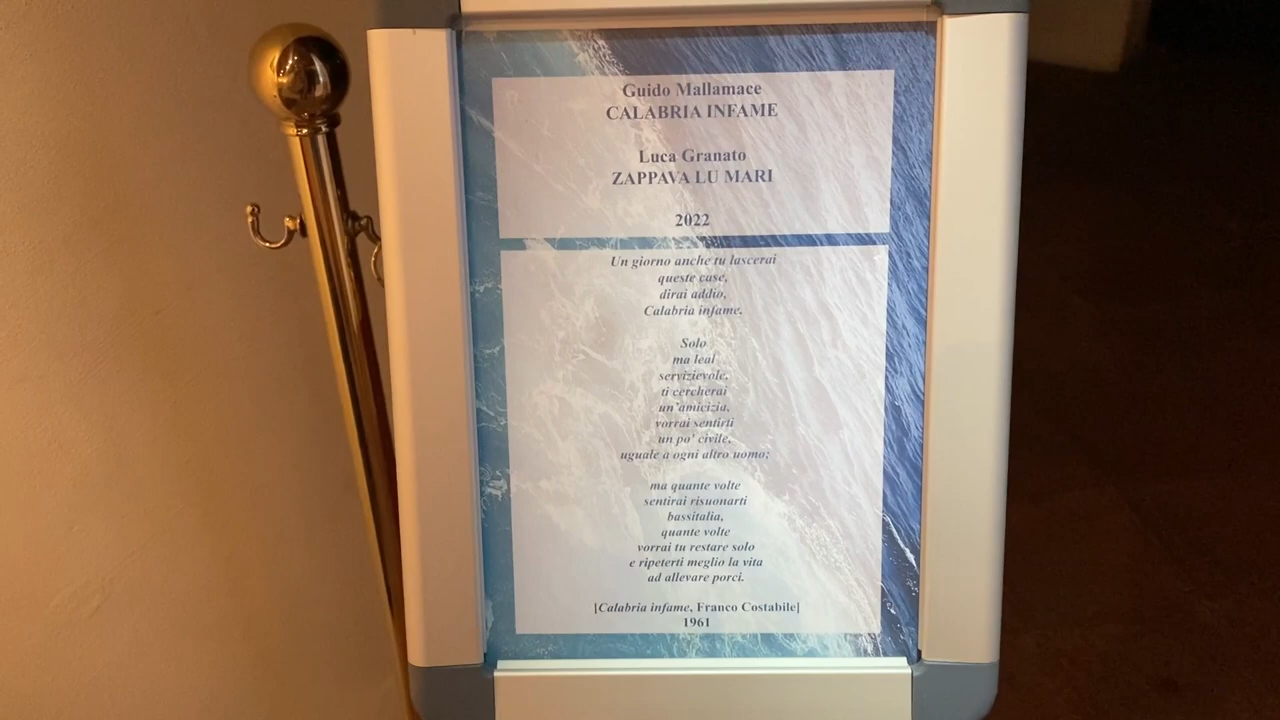 Guido Mallamace
CALABRIA INFAME
Luca Granato
ZAPPAVA LU MARI
2022
Un giorno anche tu lascerai
queste case,
dirai addio,
Calabria infame.
Solo
ma leal
servizievole,
ti cercherai
un'amicizia,
vorrai sentirti
un po' civile,
uguale a ogni altro uomo;
ma quante volte
sentirai risuonarti
bassitalia,
quante volte
vorrai tu restare solo
e ripeterti meglio la vita
ad allevare porci.
[Calabria infame, Franco Costabile]
1961